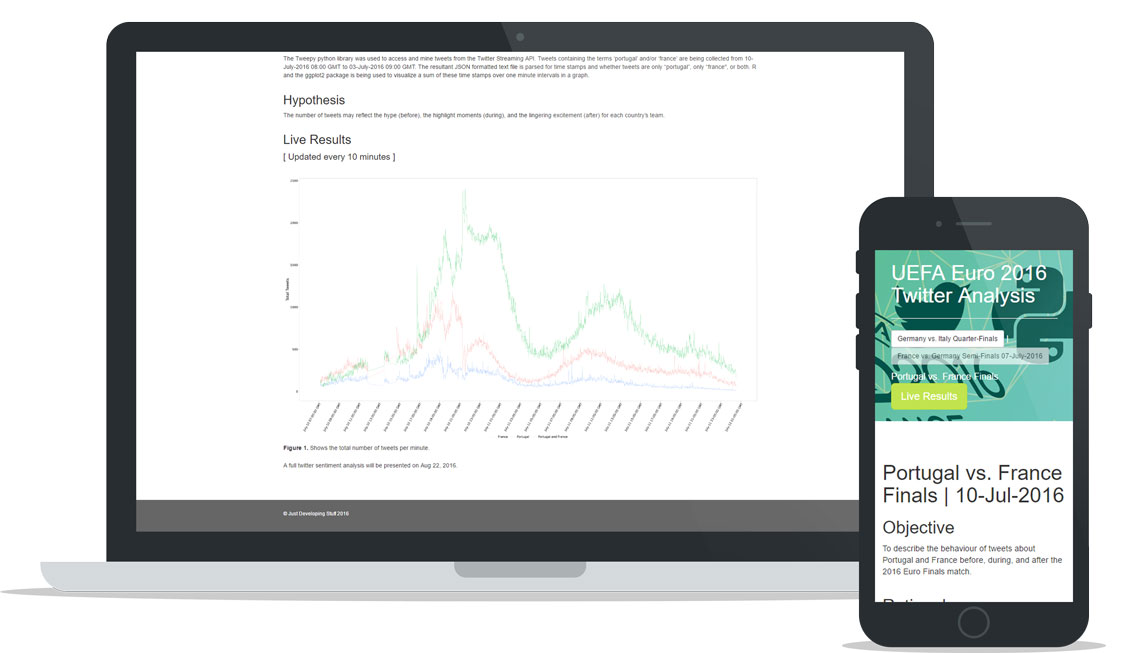 The Tweepy python library was used to access and mine tweets from the Twitter Streaming API. Tweets containing the terms 'portugal' and/or 'france' are being collected from 10-
July-2016 08:00 GMT to 03-July-2016 09:00 GMT. The resultant JSON formatted text file is parsed for time stamps and whether tweets are only "portugal", only "france", or both. R
and the ggplot2 package is being used to visualize a sum of these time stamps over one minute intervals in a graph.
Hypothesis
The number of tweets may reflect the hype (before), the highlight moments (during), and the lingering excitement (after) for each country's team.
Live Results
[ Updated every 10 minutes ]
Total Tweets
France
Portugal
Portugal and France
Figure 1. Shows the total number of tweets per minute.
A full twitter sentiment analysis will be presented on Aug 22, 2016.
© Just Developing Stuff 2016
UEFA Euro 2016
Twitter Analysis
Germany vs. Italy Quarter-Finals
France vs. Germany Semi-Finals 07-July-2016
Portugal vs. France Finals
Live Results
Portugal vs. France
Finals | 10-Jul-2016
Objective
To describe the behaviour of tweets about
Portugal and France before, during, and after the
2016 Euro Finals match.